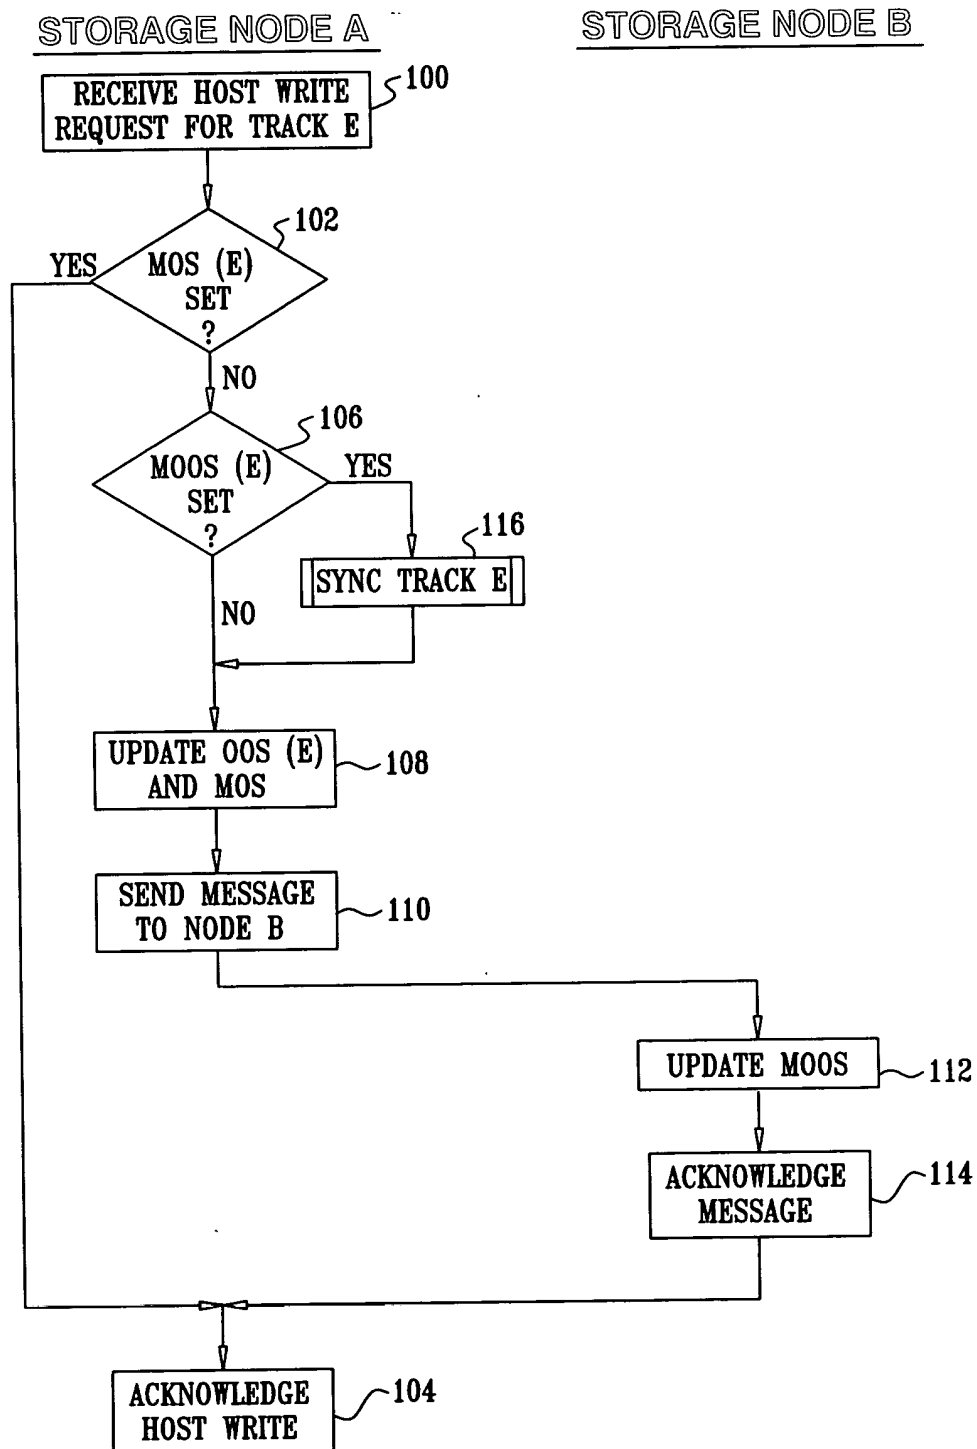 STORAGE NODE A
STORAGE NODE B
RECEIVE HOST WRITE
REQUEST FOR TRACK E
100
102
MOS (E)
SET
?
YES
NO
106
MOOS (E)
SET
?
YES
116
SYNC TRACK E
NO
UPDATE OOS (E)
AND MOS
108
SEND MESSAGE
TO NODE B
110
UPDATE MOOS
112
ACKNOWLEDGE
MESSAGE
114
ACKNOWLEDGE
HOST WRITE
104